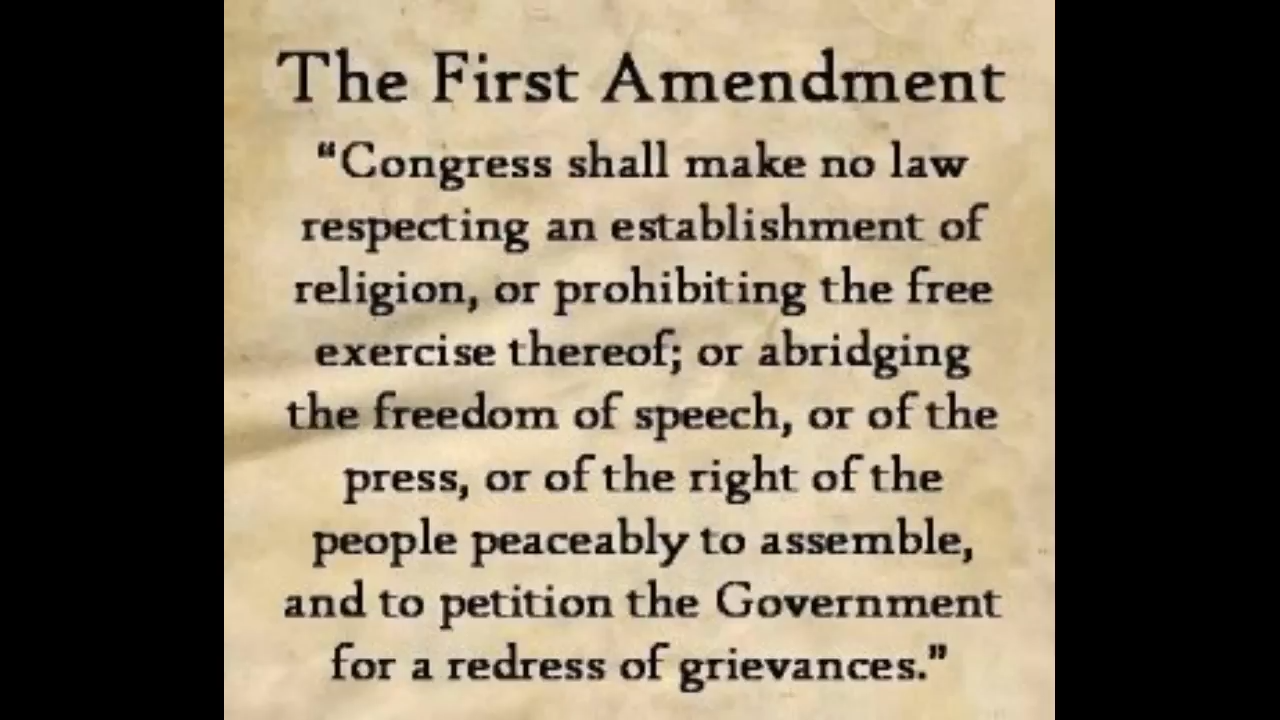 The First Amendment
“Congress shall make no law
respecting an establishment of
religion, or prohibiting the free
exercise thereof; or abridging
the freedom of speech, or of the
press, or of the right of the
people peaceably to assemble,
and to petition the Government
for a redress of grievances.”